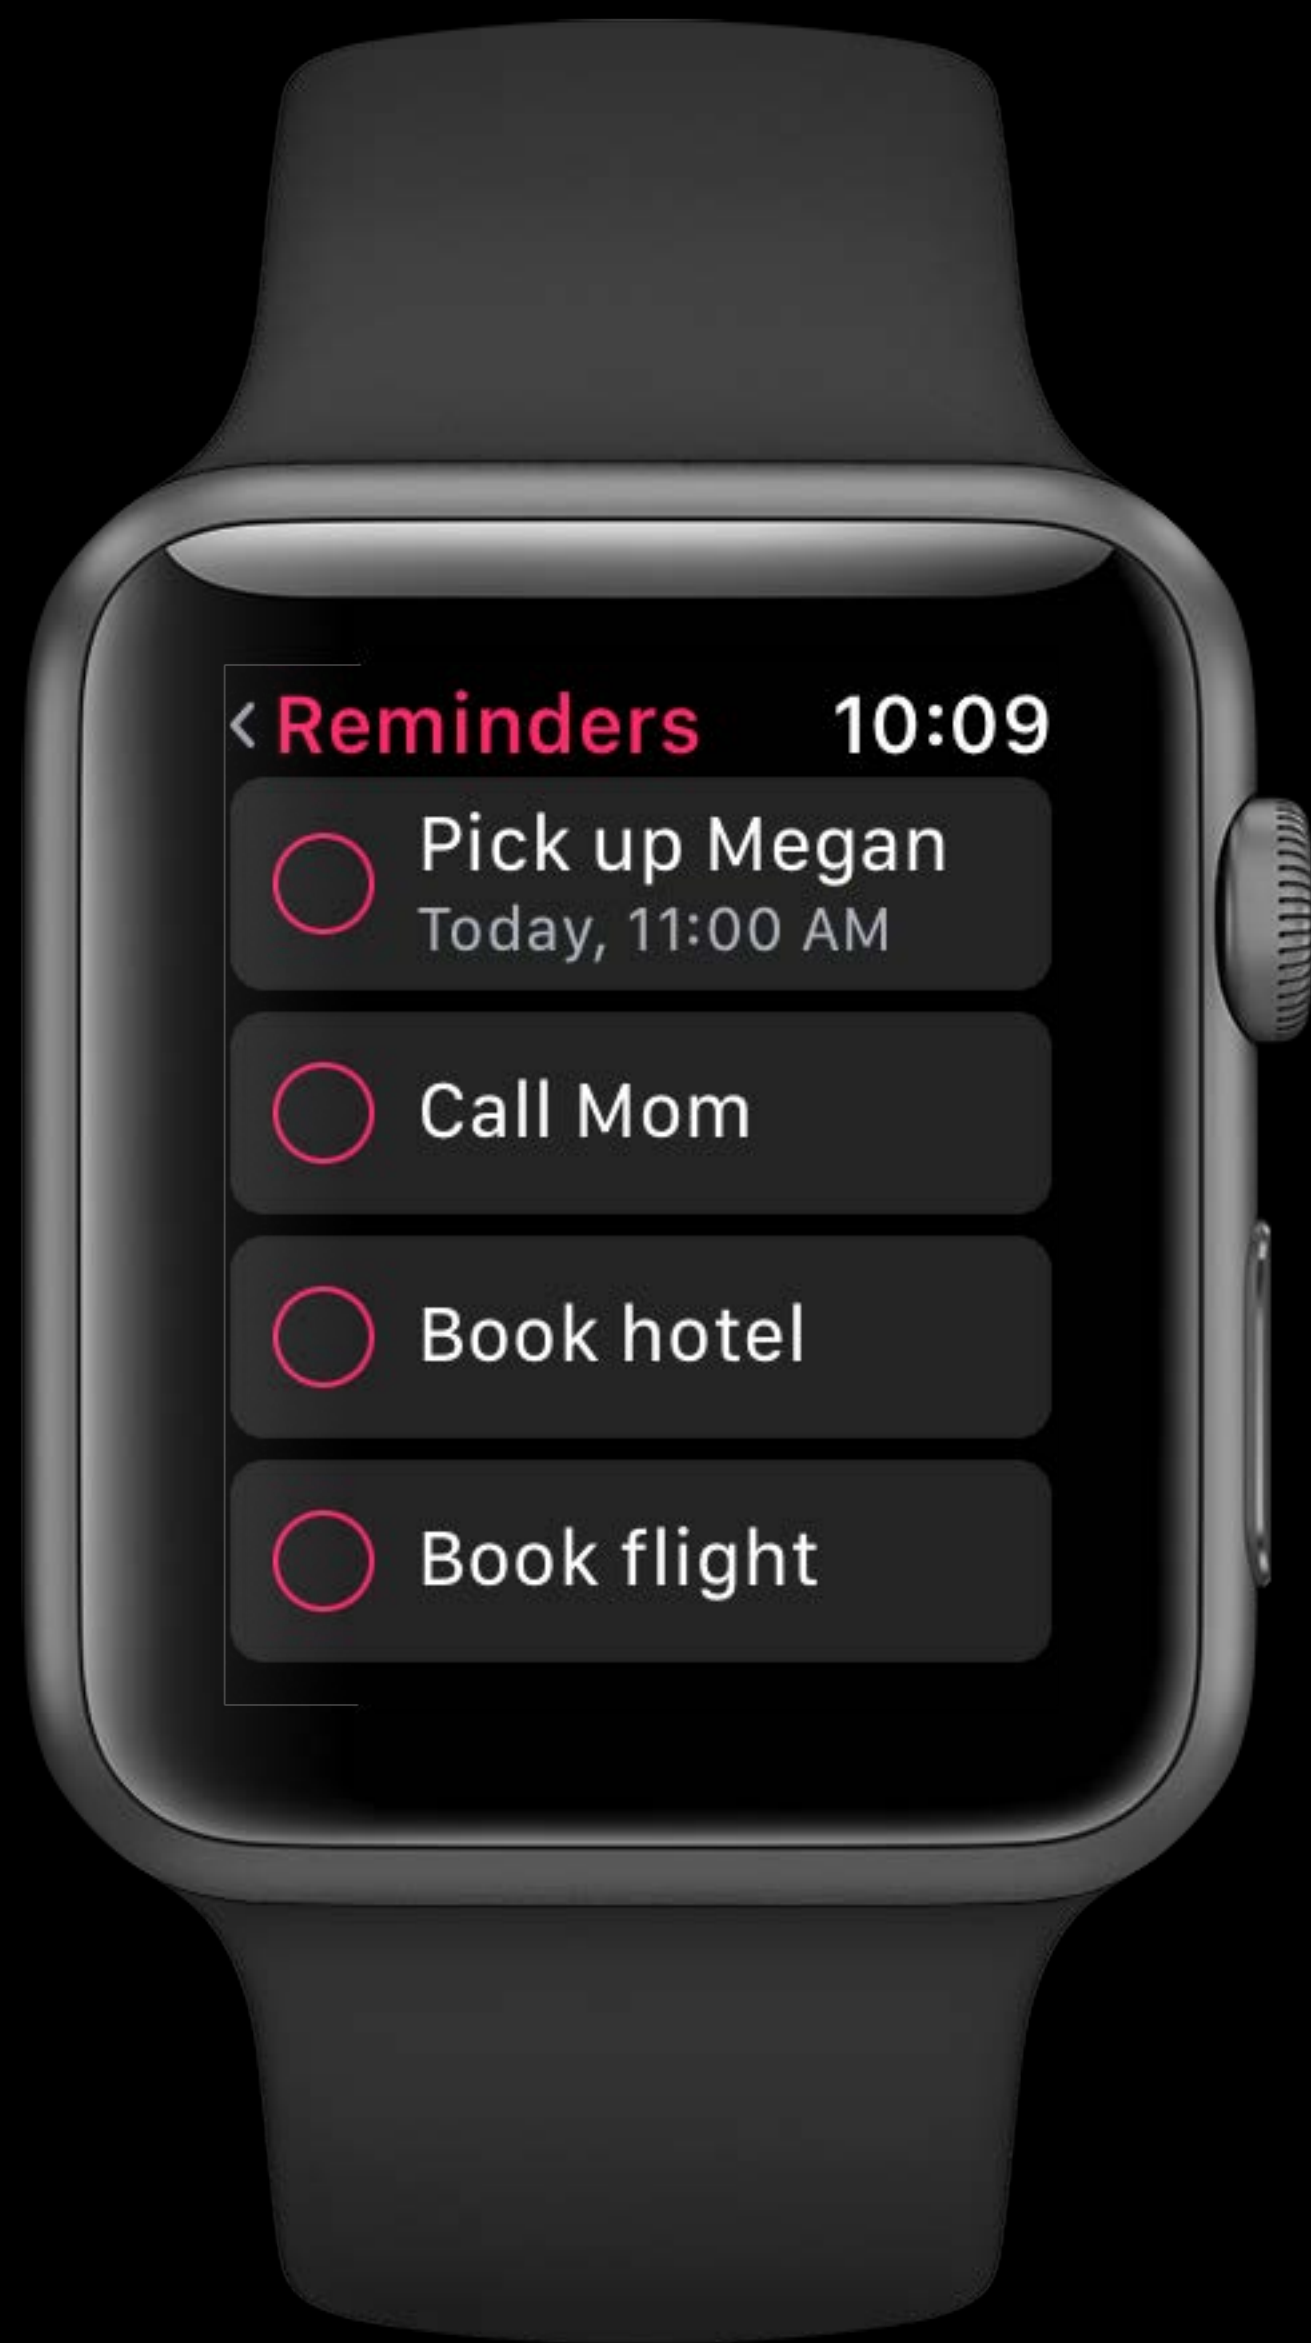 Reminders 10:09
Pick up Megan
Today, 11:00 AM
Call Mom
Book hotel
Book flight